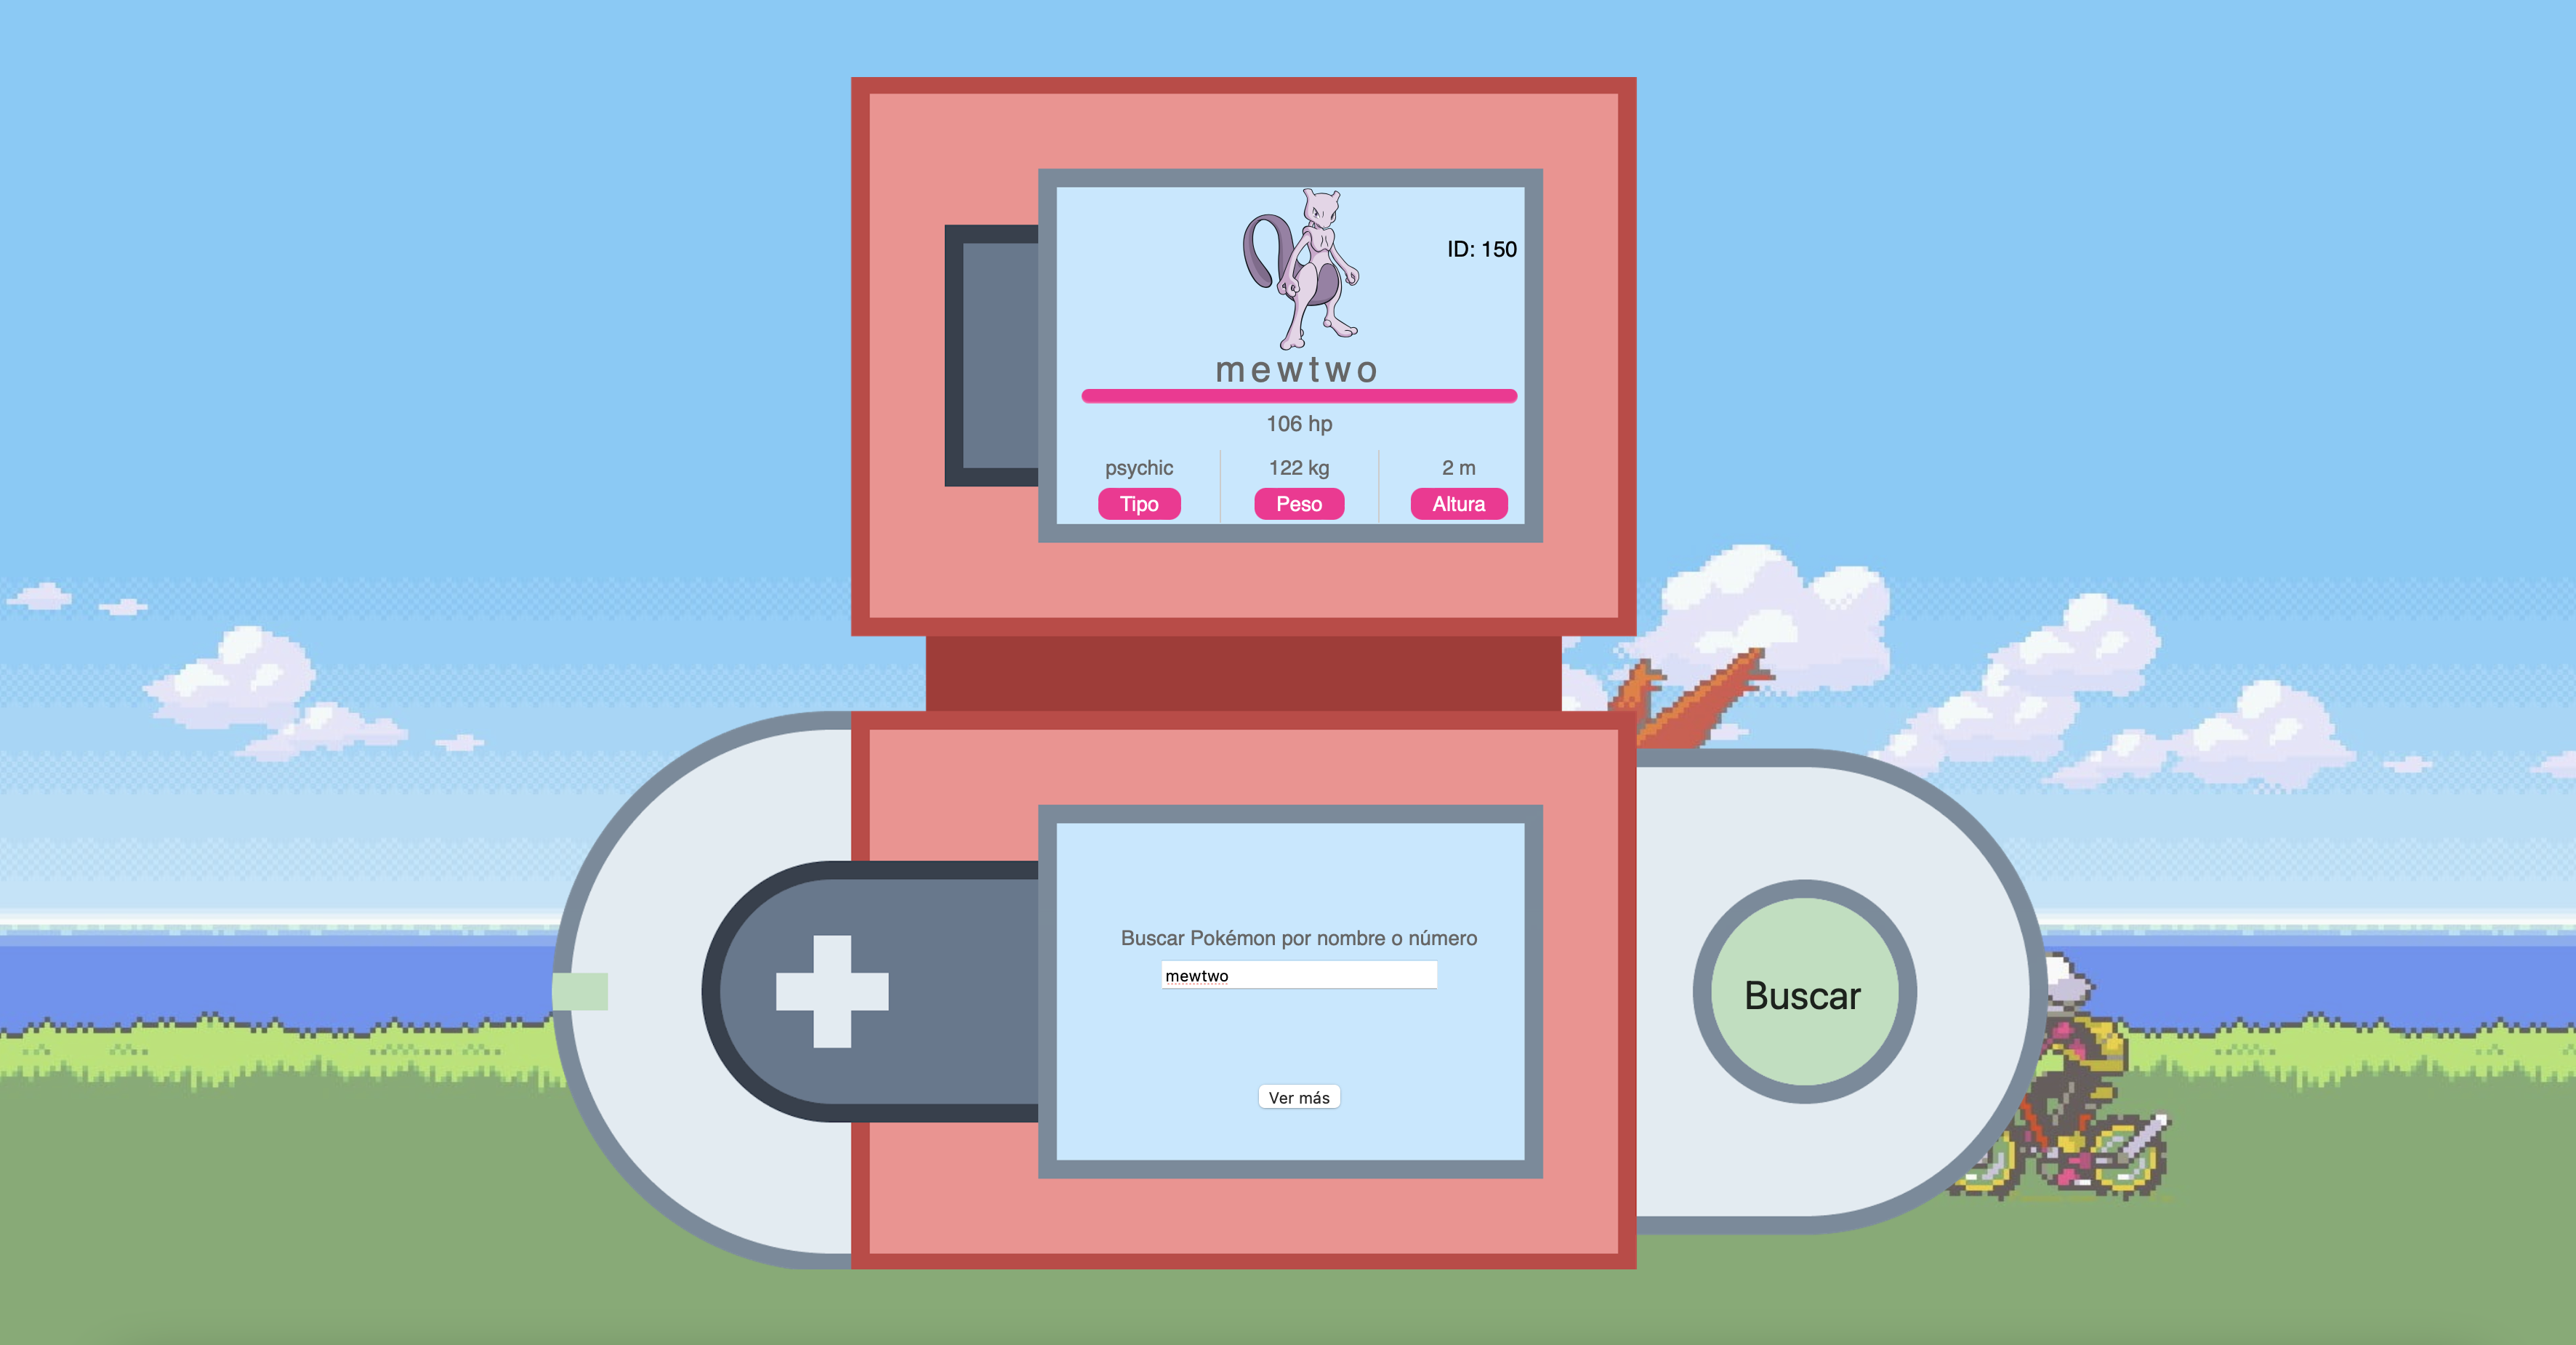 ID: 150
mewtwo
106 hp
psychic 122 kg 2 m
Tipo Peso Altura
Buscar Pokémon por nombre o número
mewtwo
Buscar
Ver más